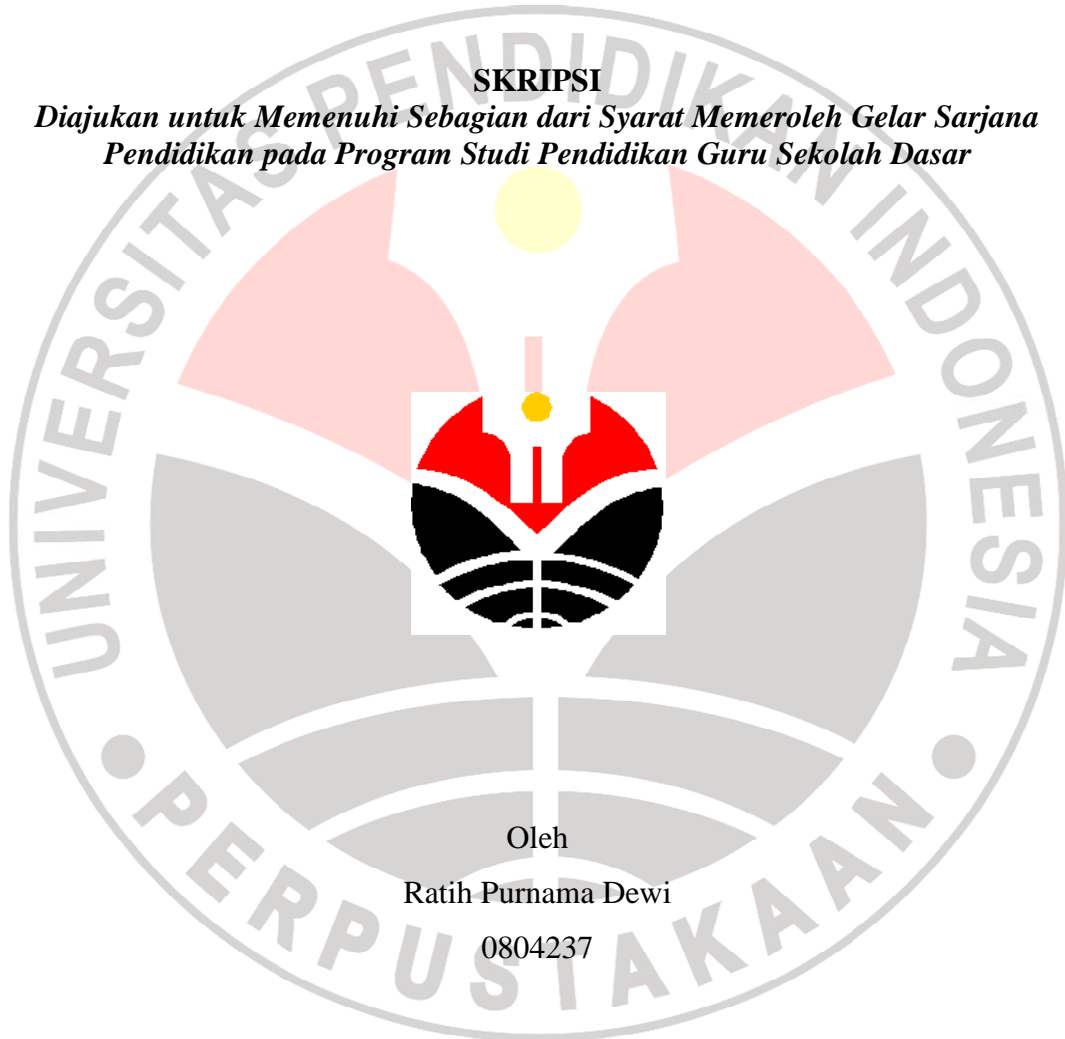 SKRIPSI
Diajukan untuk Memenuhi Sebagian dari Syarat Memeroleh Gelar Sarjana
Pendidikan pada Program Studi Pendidikan Guru Sekolah Dasar
UNIVERSITAS PENDIDIKAN INDONESIA
Oleh
Ratih Purnama Dewi
0804237
PERPUSTAKAAN